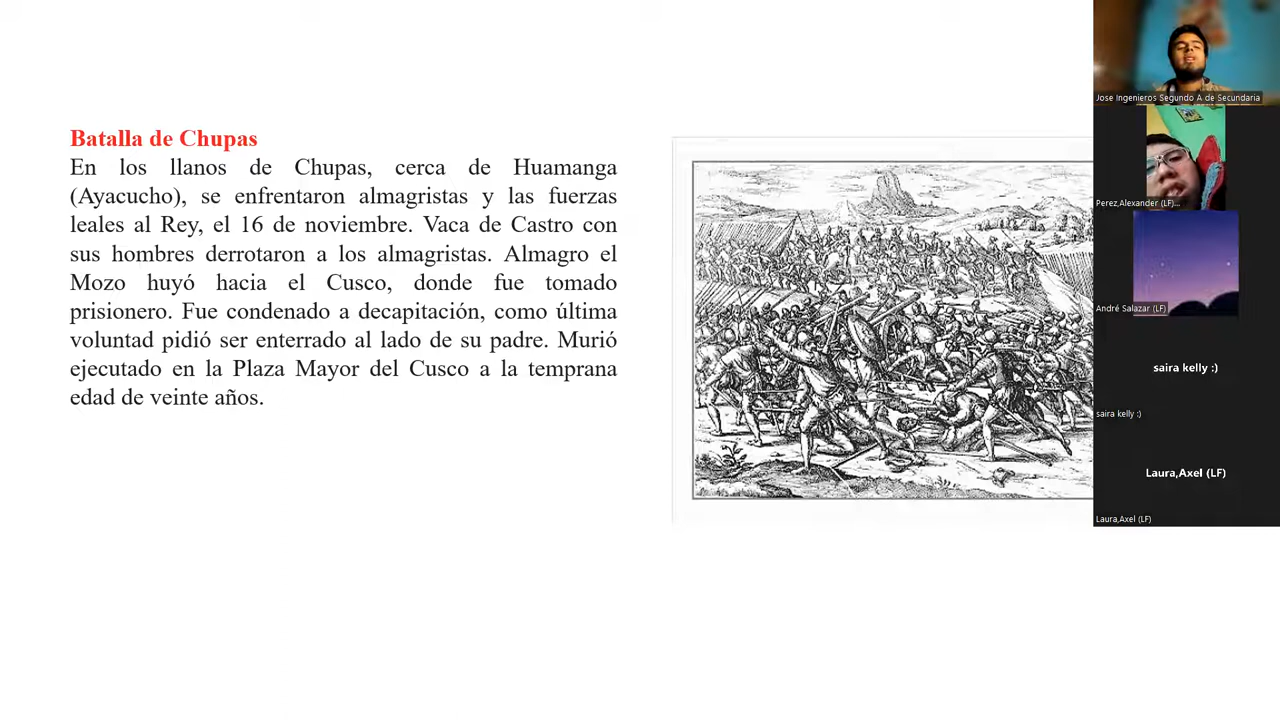 Batalla de Chupas
En los llanos de Chupas, cerca de Huamanga
(Ayacucho), se enfrentaron almagristas y las fuerzas
leales al Rey, el 16 de noviembre. Vaca de Castro con
sus hombres derrotaron a los almagristas. Almagro el
Mozo huyó hacia el Cusco, donde fue tomado
prisionero. Fue condenado a decapitación, como última
voluntad pidió ser enterrado al lado de su padre. Murió
ejecutado en la Plaza Mayor del Cusco a la temprana
edad de veinte años.
Jose Ingenieros Segundo A de Secundaria
Perez,Alexander (LF)...
André Salazar (LF)
saira kelly :)
saira kelly :)
Laura,Axel (LF)
Laura,Axel (LF)